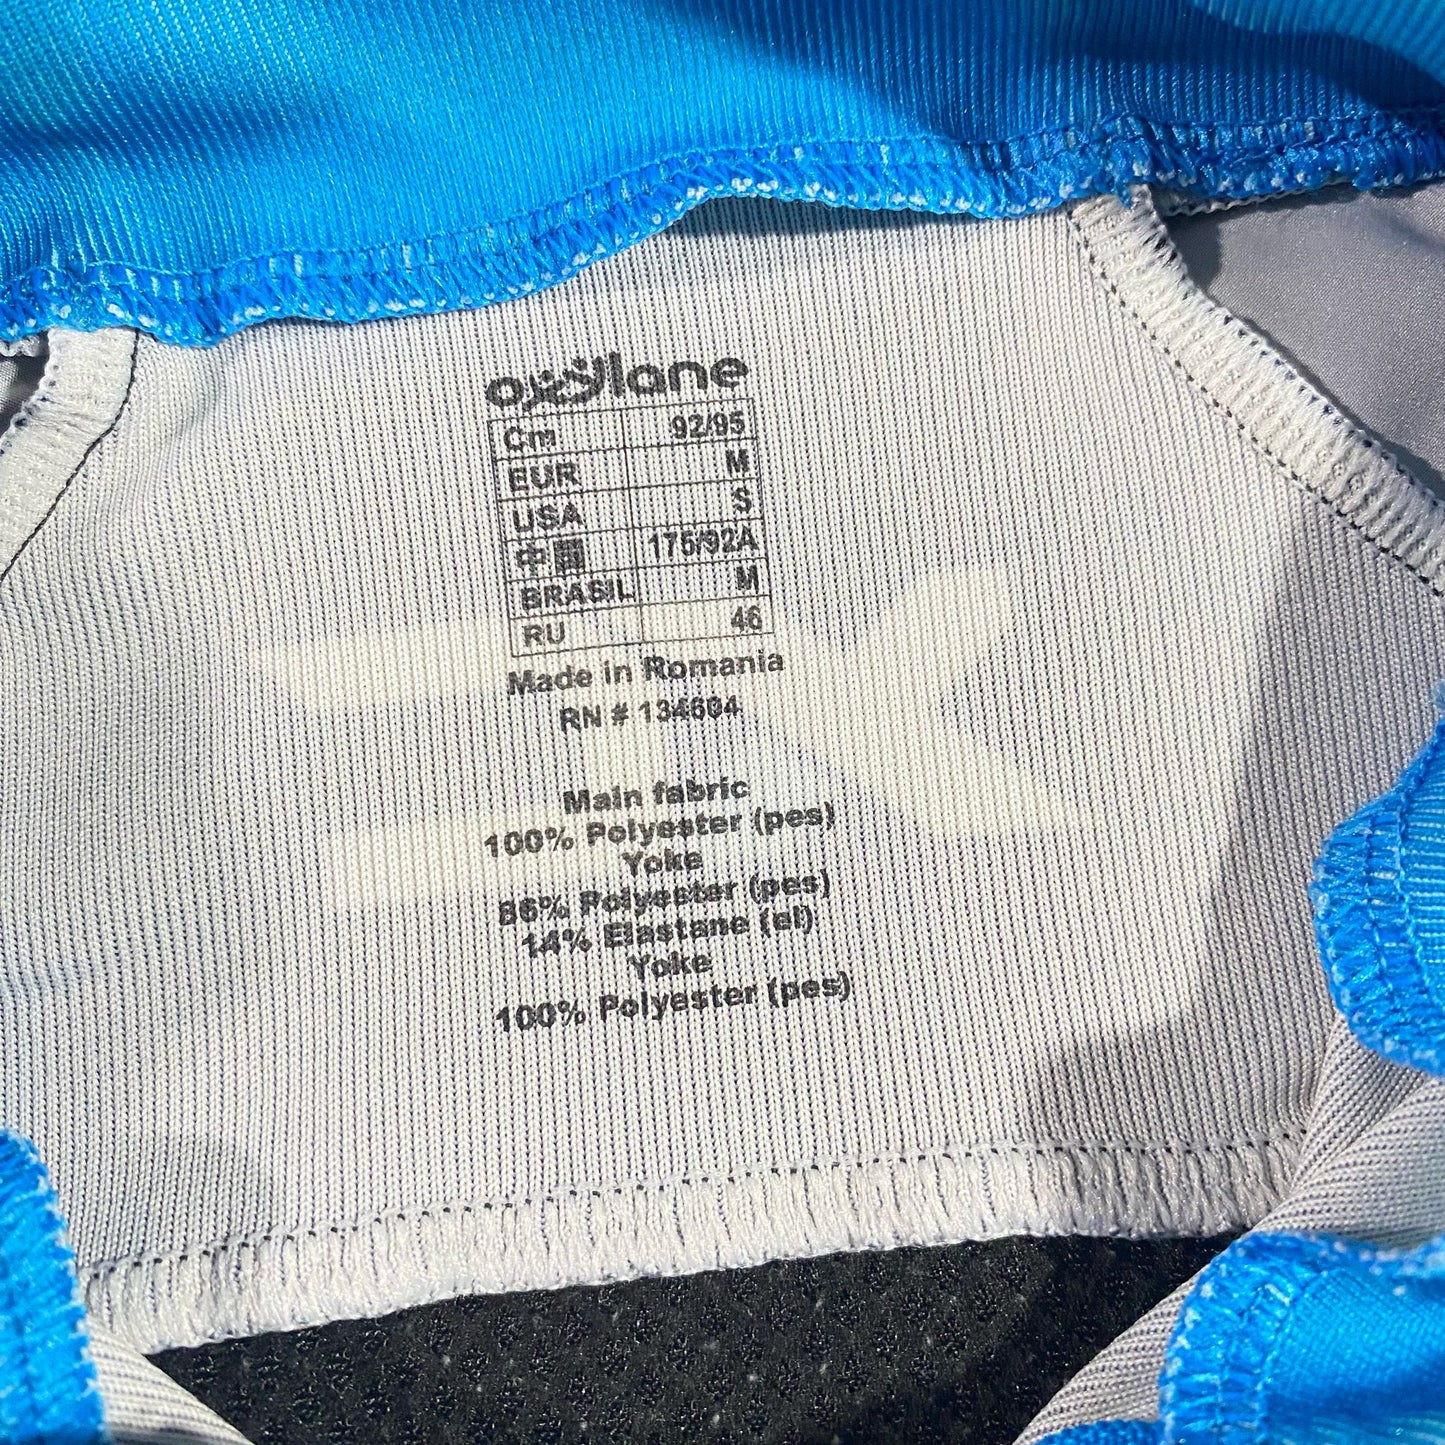 oxylane
Cm 92/95
EUR M
USA S
中国 175/92A
BRASIL M
RU 46
Made in Romania
RN # 134604
Main fabric
100% Polyester (pes)
Yoke
86% Polyester (pes)
14% Elastane (el)
Yoke
100% Polyester (pes)